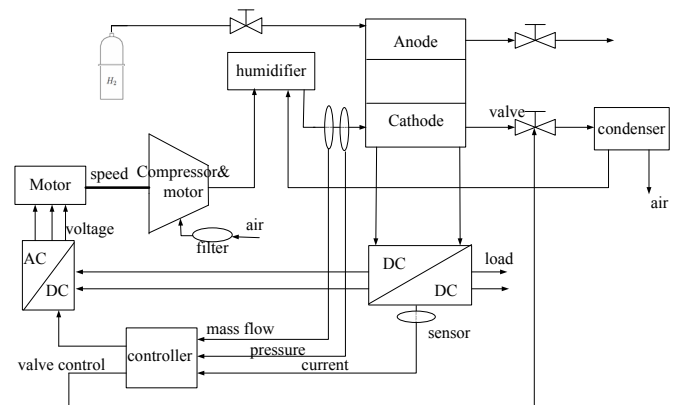 Anode
H2
humidifier
Cathode
valve
condenser
Compressor&
motor
speed
Motor
air
air
voltage
filter
AC
DC
DC
DC
load
mass flow
sensor
pressure
controller
valve control
current